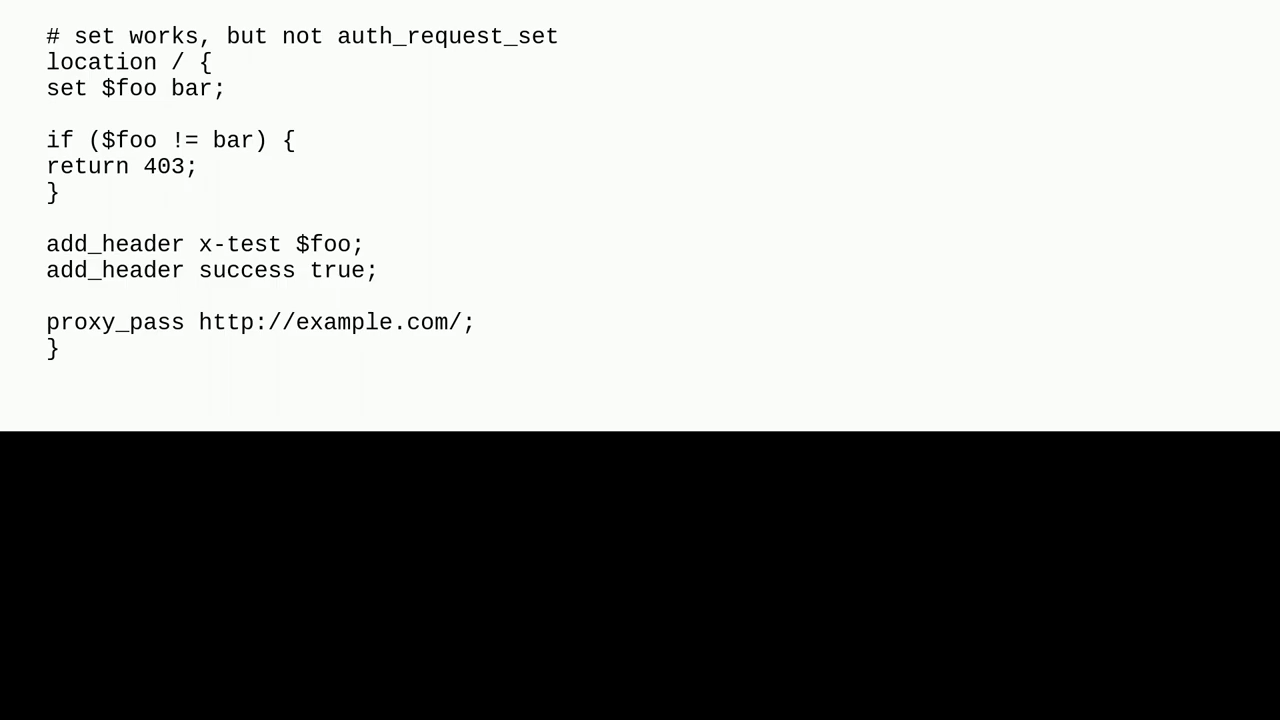 # set works, but not auth_request_set
location / {
set $foo bar;

if ($foo != bar) {
return 403;
}

add_header x-test $foo;
add_header success true;

proxy_pass http://example.com/;
}